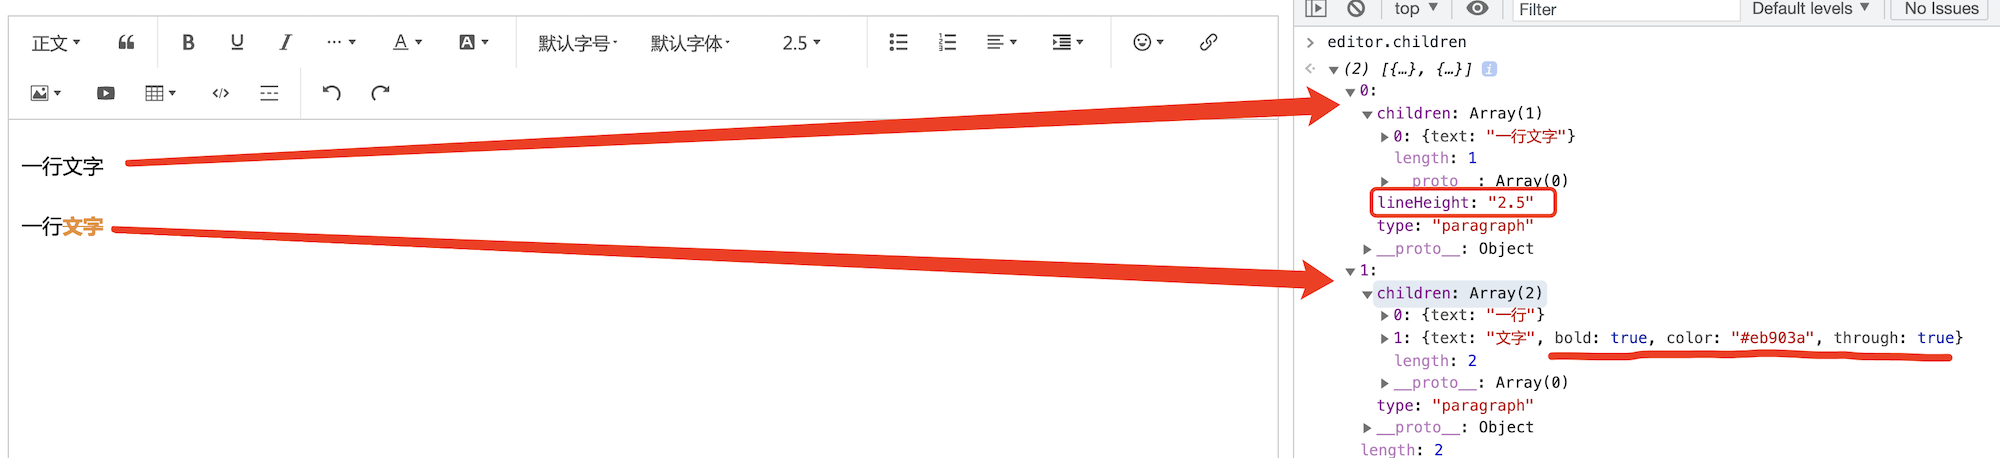 正文 B U I ... A A 默认字号 默认字体 2.5
一行文字
一行文字
top Filter Default levels No Issues
editor.children
(2) [{…}, {…}] i
0:
children: Array(1)
0: {text: "一行文字"}
length: 1
__proto__: Array(0)
lineHeight: "2.5"
type: "paragraph"
__proto__: Object
1:
children: Array(2)
0: {text: "一行"}
1: {text: "文字", bold: true, color: "#eb903a", through: true}
length: 2
__proto__: Array(0)
type: "paragraph"
__proto__: Object
length: 2